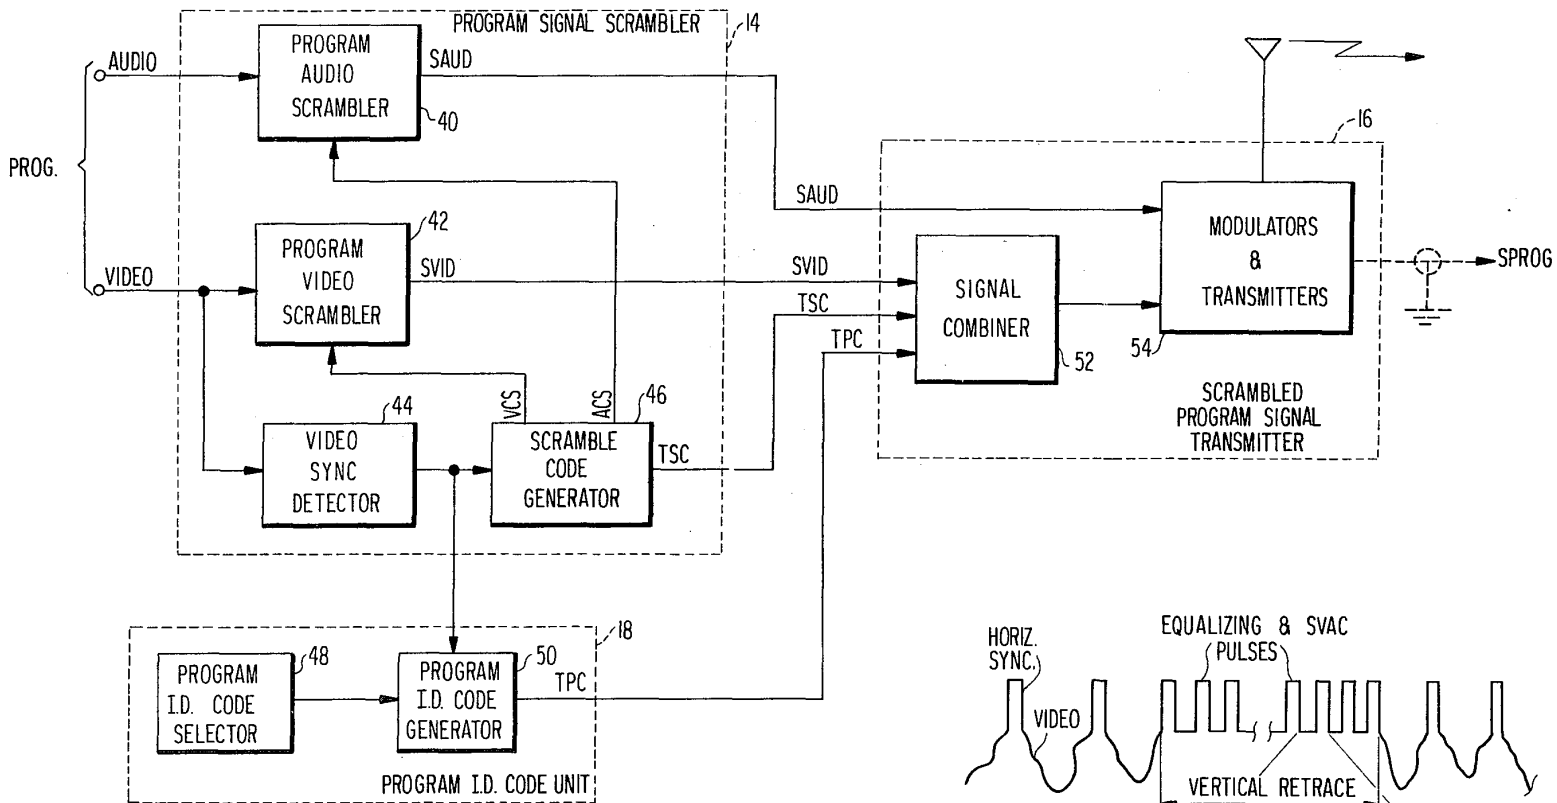 PROGRAM SIGNAL SCRAMBLER
14
PROG.
AUDIO
PROGRAM
AUDIO
SCRAMBLER
40
SAUD
VIDEO
PROGRAM
VIDEO
SCRAMBLER
42
SVID
VIDEO
SYNC
DETECTOR
44
VCS
ACS
SCRAMBLE
CODE
GENERATOR
46
TSC
SAUD
SVID
TSC
TPC
SIGNAL
COMBINER
52
16
MODULATORS
&
TRANSMITTERS
54
SCRAMBLED
PROGRAM SIGNAL
TRANSMITTER
SPROG
18
PROGRAM
I.D. CODE
SELECTOR
48
PROGRAM
I.D. CODE
GENERATOR
50
TPC
PROGRAM I.D. CODE UNIT
HORIZ.
SYNC.
VIDEO
EQUALIZING & SVAC
PULSES
VERTICAL RETRACE